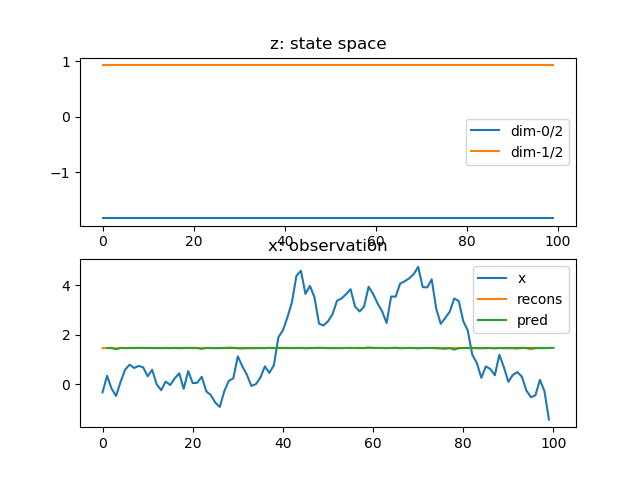 z: state space
1
0
−1
dim-0/2
dim-1/2
0 20 40 60 80 100
x: observation
4
2
0
x
recons
pred
0 20 40 60 80 100